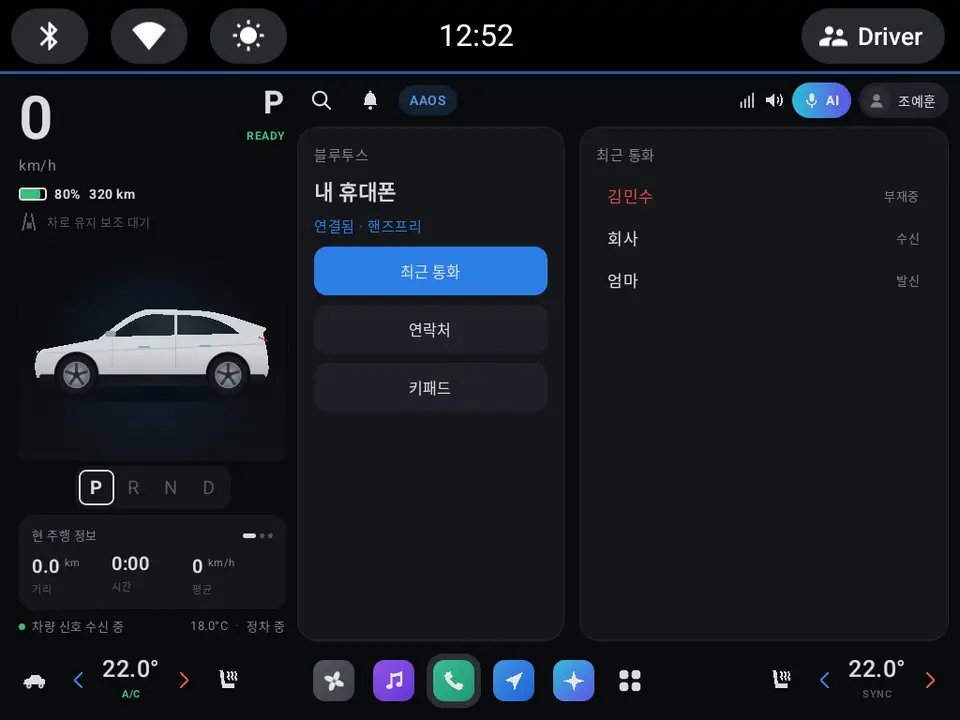 12:52
Driver
0
P
READY
km/h
80% 320 km
차로 유지 보조 대기
P R N D
현 주행 정보
0.0 km
거리
0:00
시간
0 km/h
평균
차량 신호 수신 중
18.0°C · 정차 중
AAOS
AI
조예훈
블루투스
내 휴대폰
연결됨 · 핸즈프리
최근 통화
연락처
키패드
최근 통화
김민수 부재중
회사 수신
엄마 발신
22.0°
A/C
22.0°
SYNC